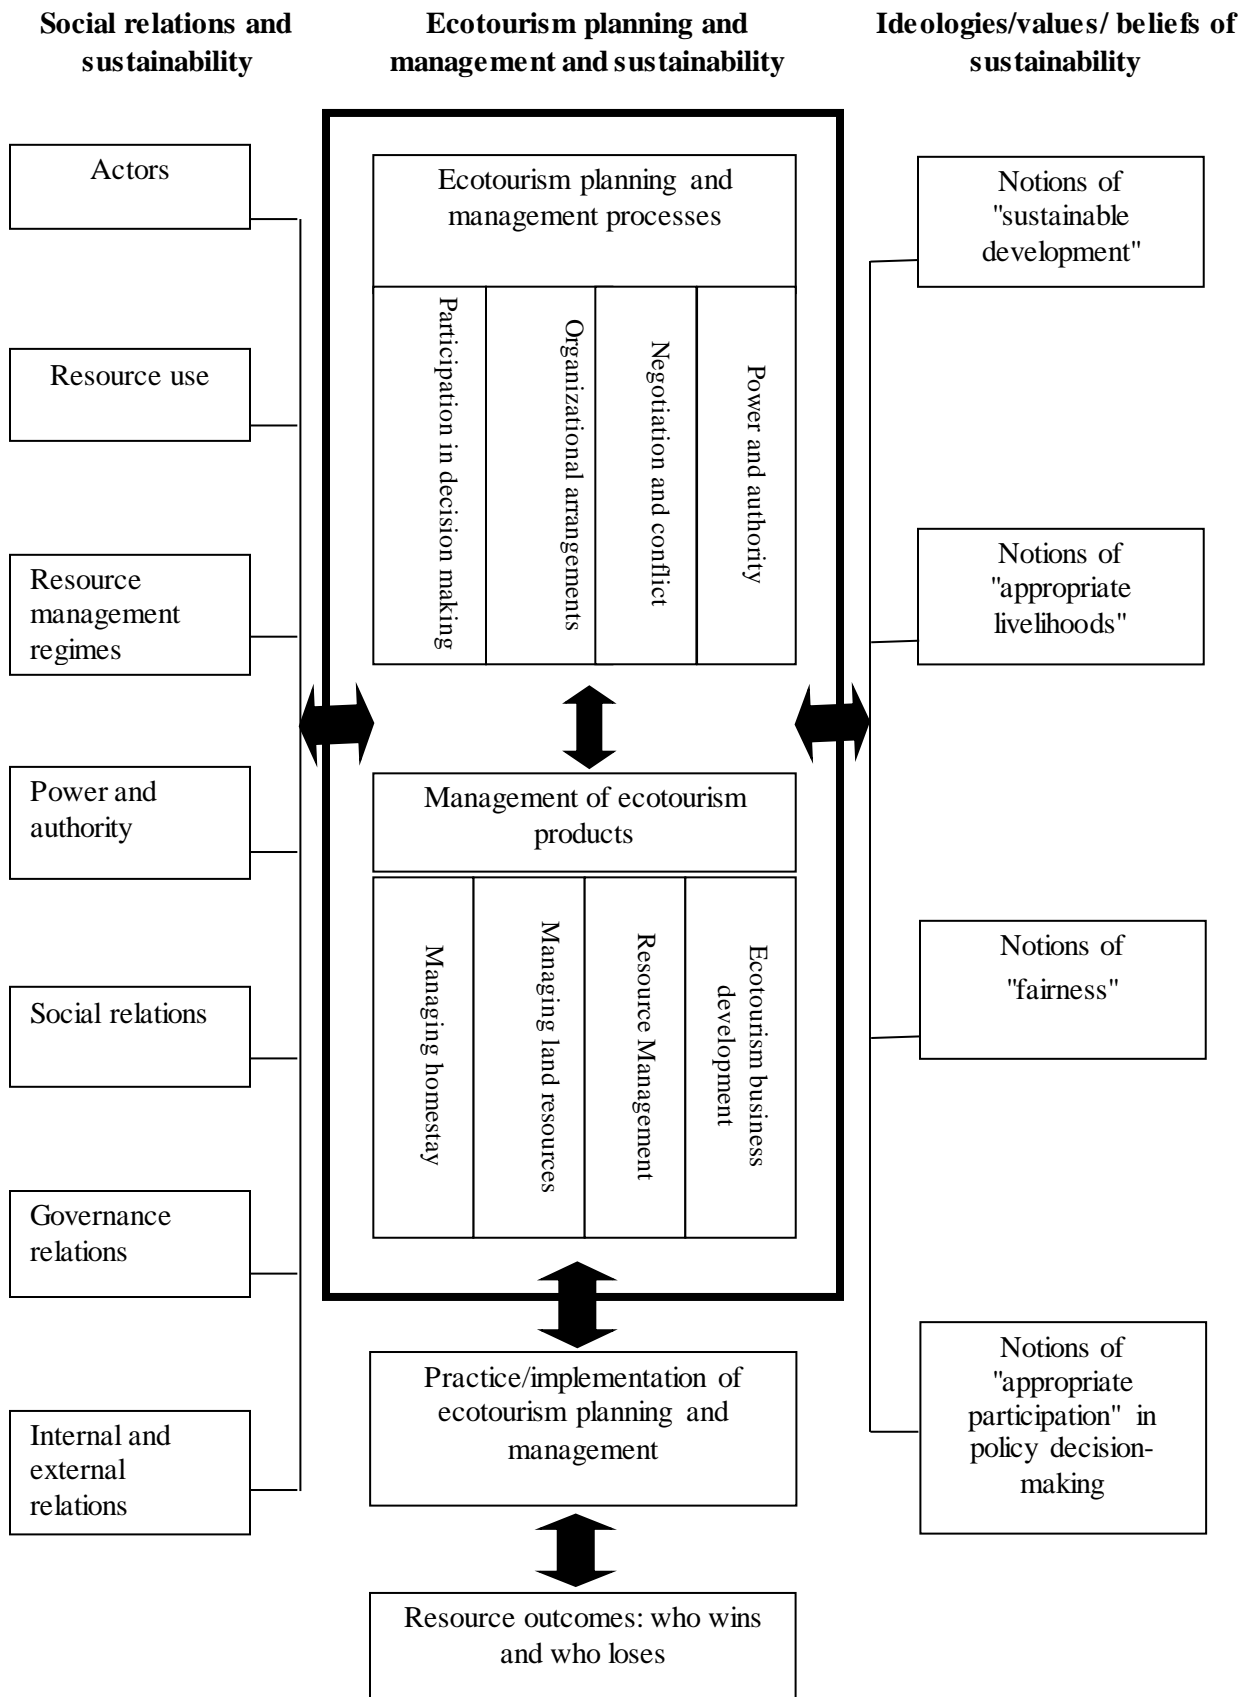 Social relations and
sustainability
Ecotourism planning and
management and sustainability
Ideologies/values/ beliefs of
sustainability
Actors
Resource use
Resource
management
regimes
Power and
authority
Social relations
Governance
relations
Internal and
external
relations
Ecotourism planning and
management processes
Participation in decision making
Organizational arrangements
Negotiation and conflict
Power and authority
Management of ecotourism
products
Managing homestay
Managing land resources
Resource Management
Ecotourism business
development
Practice/implementation of
ecotourism planning and
management
Resource outcomes: who wins
and who loses
Notions of
"sustainable
development"
Notions of
"appropriate
livelihoods"
Notions of
"fairness"
Notions of
"appropriate
participation" in
policy decision-
making